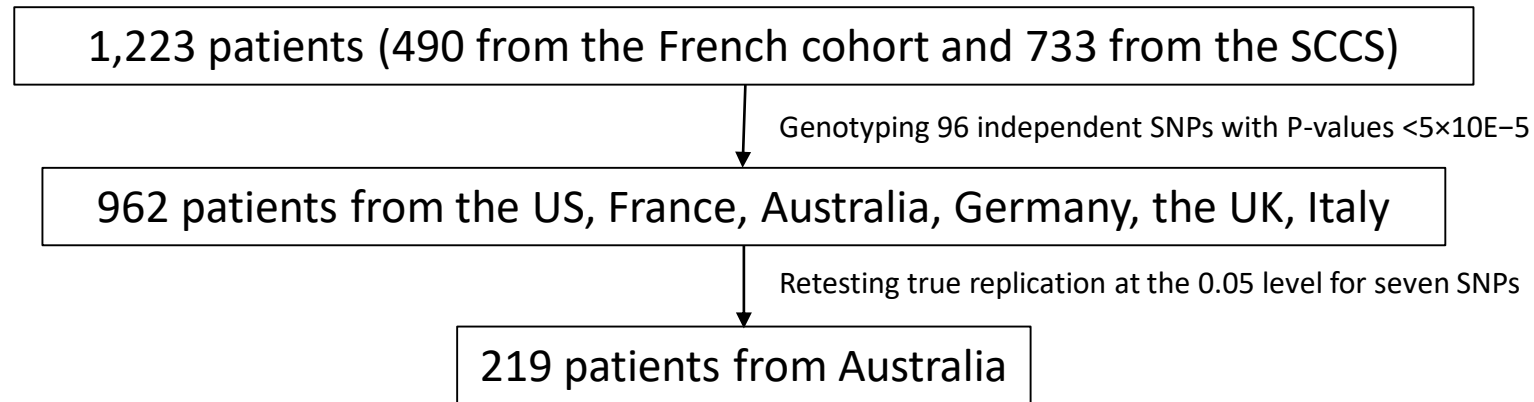 1,223 patients (490 from the French cohort and 733 from the SCCS)
Genotyping 96 independent SNPs with P-values <5×10E−5
962 patients from the US, France, Australia, Germany, the UK, Italy
Retesting true replication at the 0.05 level for seven SNPs
219 patients from Australia